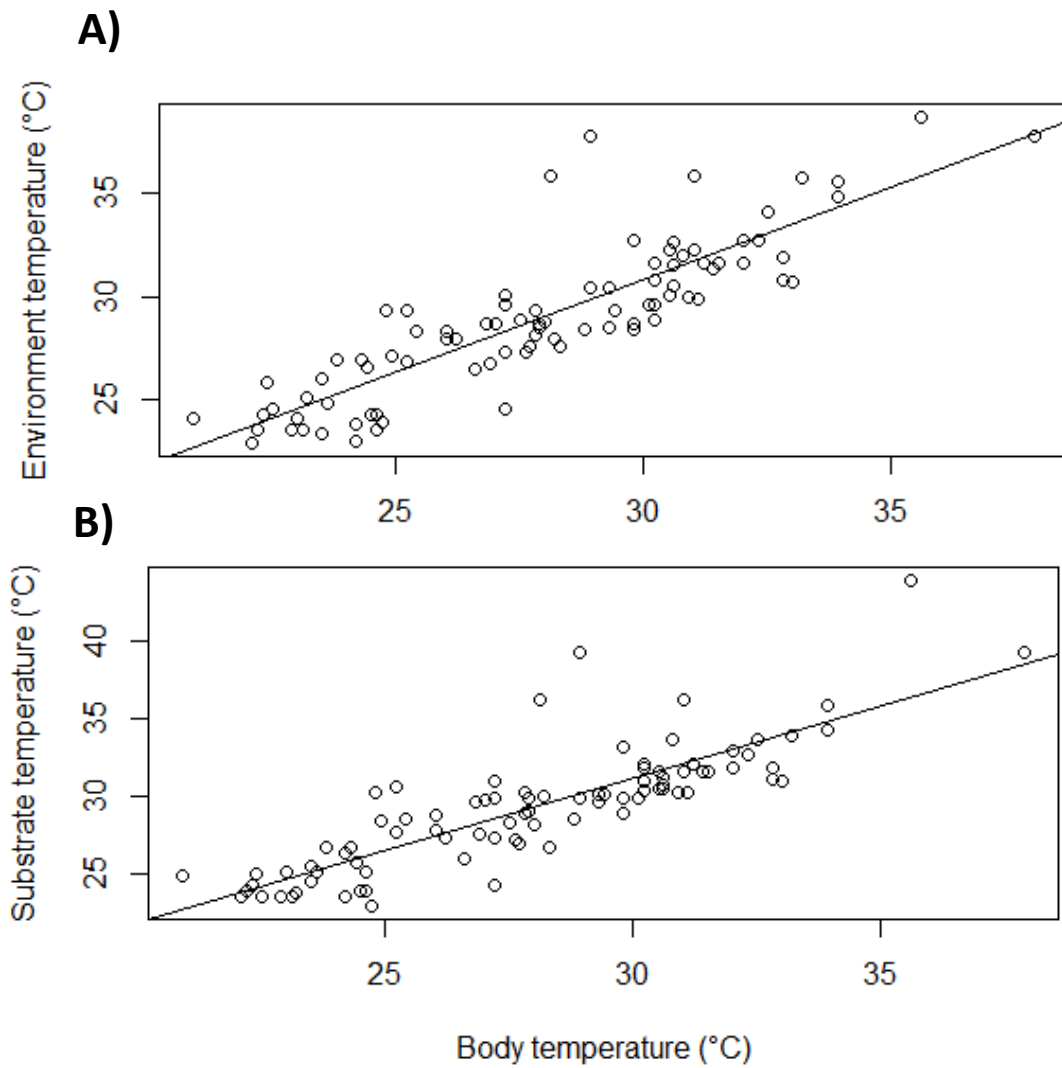 A)
Environment temperature (°C)
35
30
25
25 30 35
B)
Substrate temperature (°C)
40
35
30
25
25 30 35
Body temperature (°C)